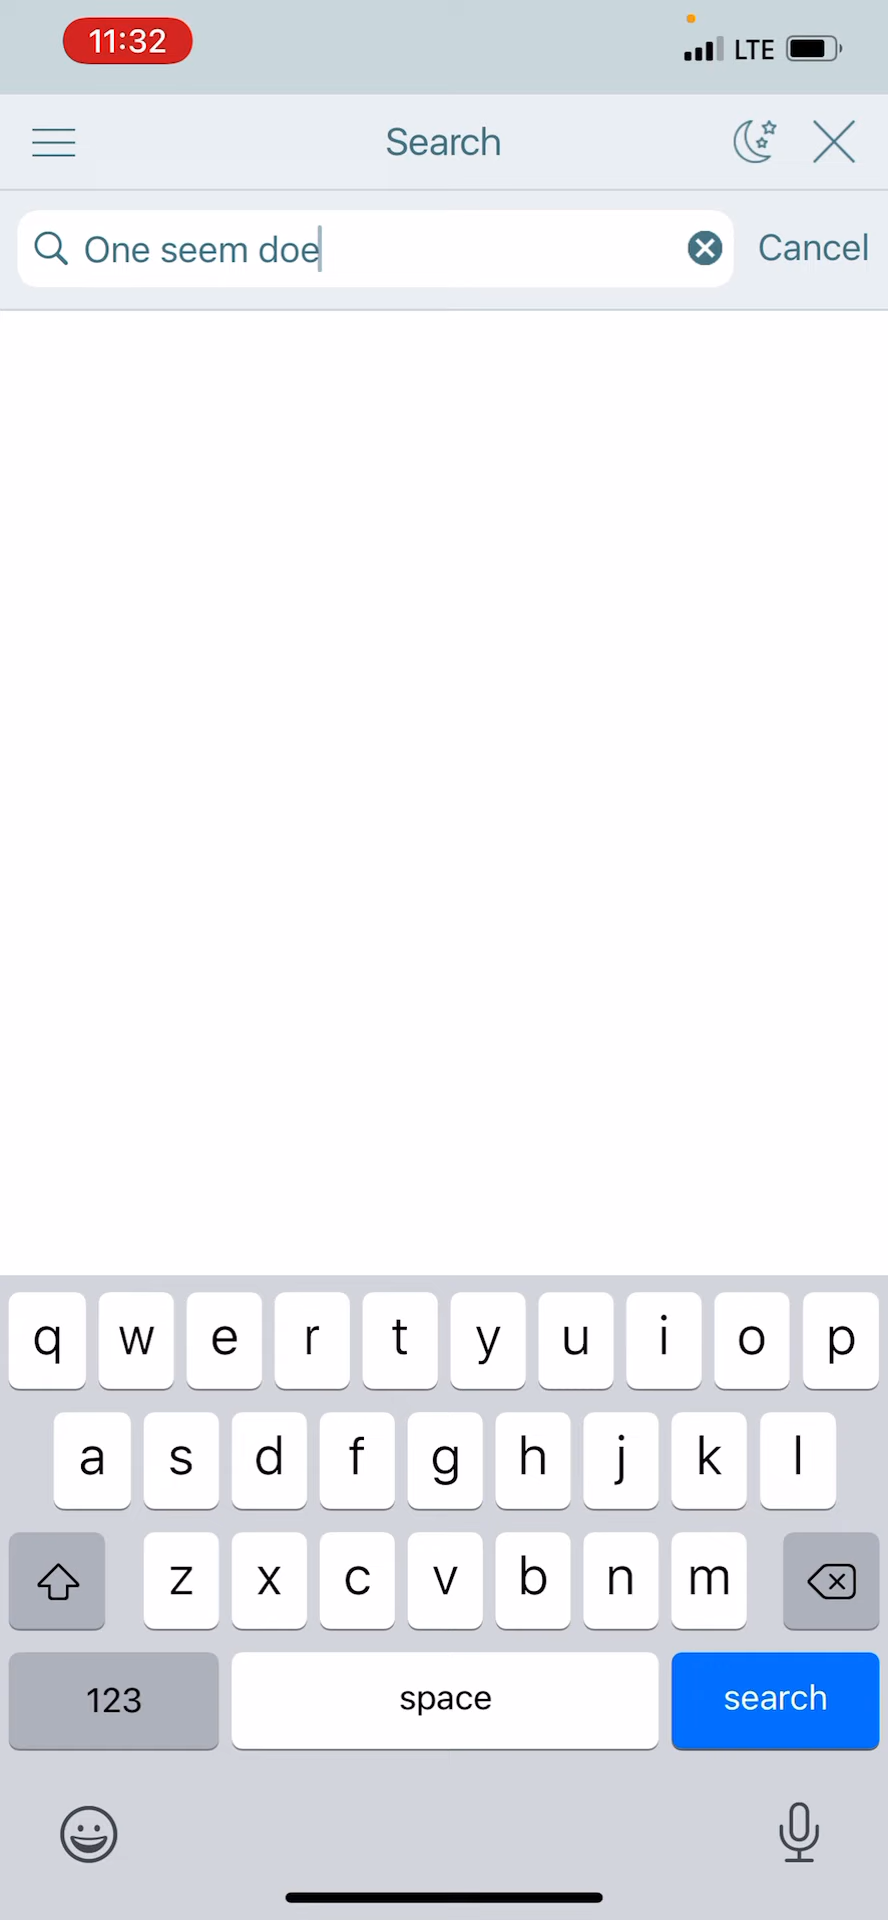 11:32 LTE
Search
One seem doe Cancel
q w e r t y u i o p
a s d f g h j k l
z x c v b n m
123 space search